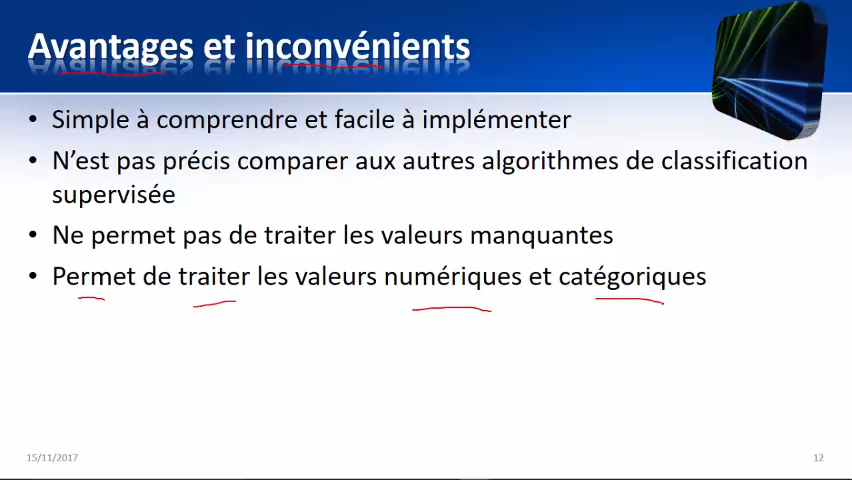 Avantages et inconvénients
• Simple à comprendre et facile à implémenter
• N’est pas précis comparer aux autres algorithmes de classification
supervisée
• Ne permet pas de traiter les valeurs manquantes
• Permet de traiter les valeurs numériques et catégoriques
15/11/2017
12